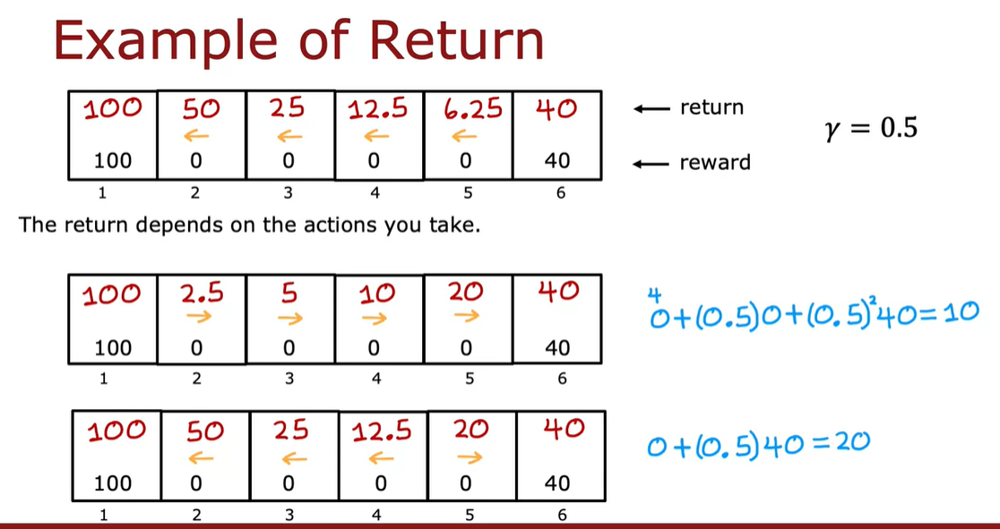 Example of Return
100 50 25 12.5 6.25 40 ← return
← ← ← ← γ = 0.5
100 0 0 0 0 40 ← reward
1 2 3 4 5 6
The return depends on the actions you take.
100 2.5 5 10 20 40
→ → → →
100 0 0 0 0 40
1 2 3 4 5 6
4
0+(0.5)0+(0.5)²40=10
100 50 25 12.5 20 40
← ← ← →
100 0 0 0 0 40
1 2 3 4 5 6
0+(0.5)40=20